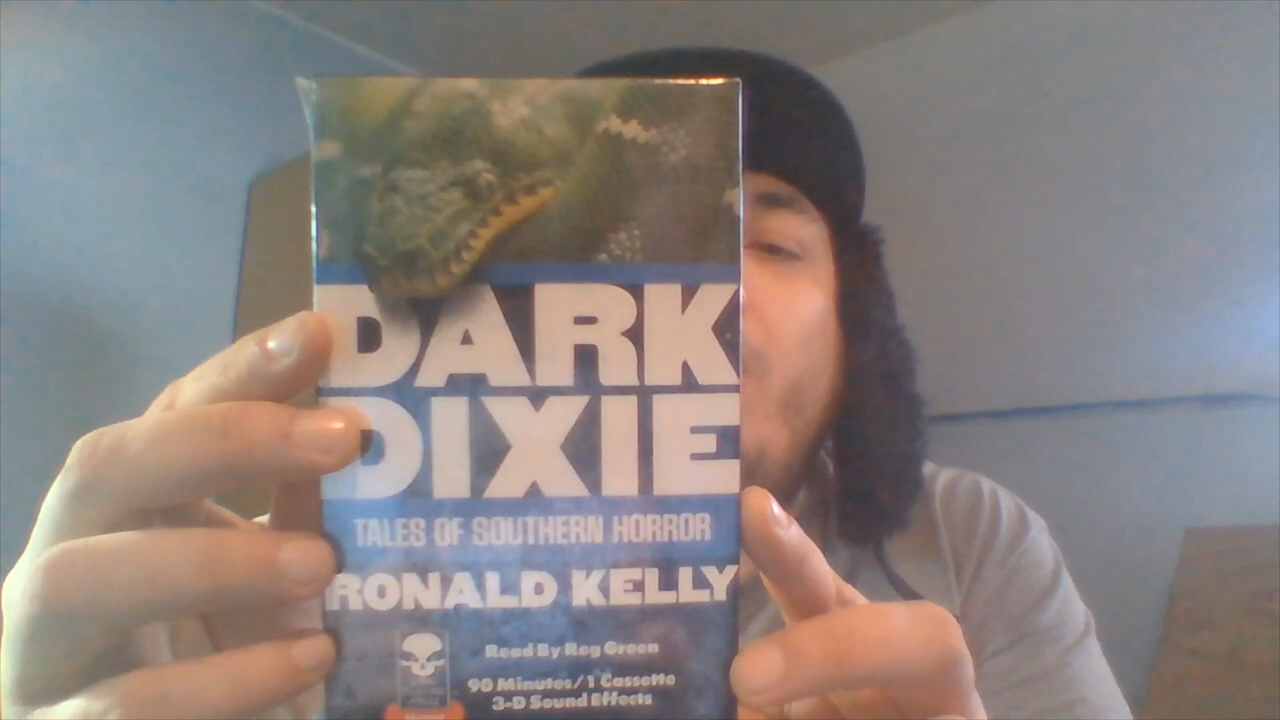 DARK
DIXIE
TALES OF SOUTHERN HORROR
RONALD KELLY
Read By Reg Green
90 Minutes/1 Cassette
3-D Sound Effects